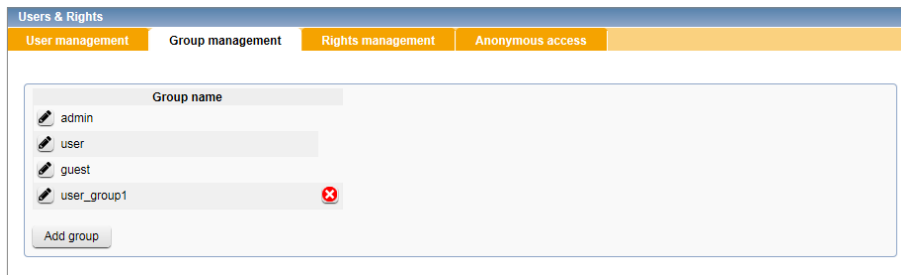 Users & Rights
User management Group management Rights management Anonymous access
Group name
admin
user
guest
user_group1
Add group